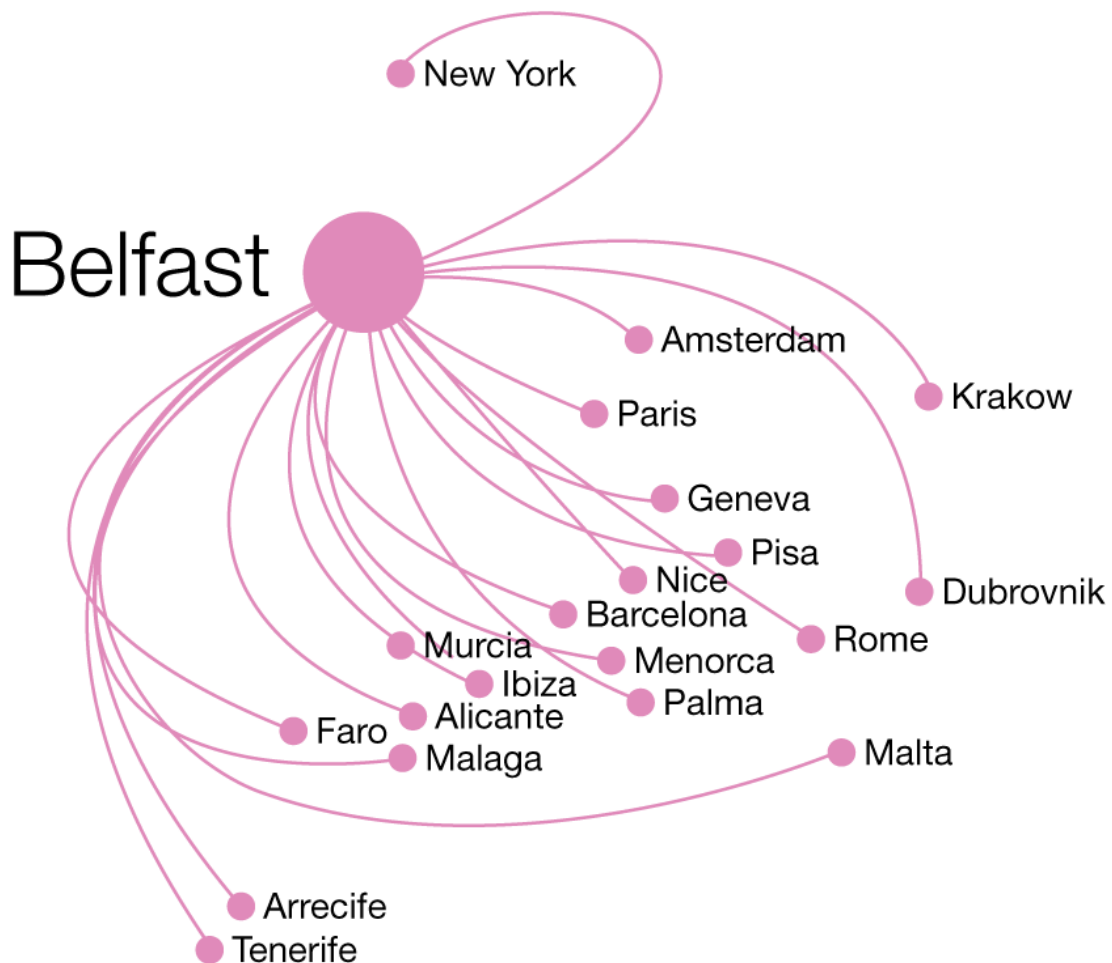 New York
Belfast
Amsterdam
Krakow
Paris
Geneva
Pisa
Nice
Dubrovnik
Barcelona
Rome
Murcia
Menorca
Ibiza
Palma
Alicante
Faro
Malaga
Malta
Arrecife
Tenerife